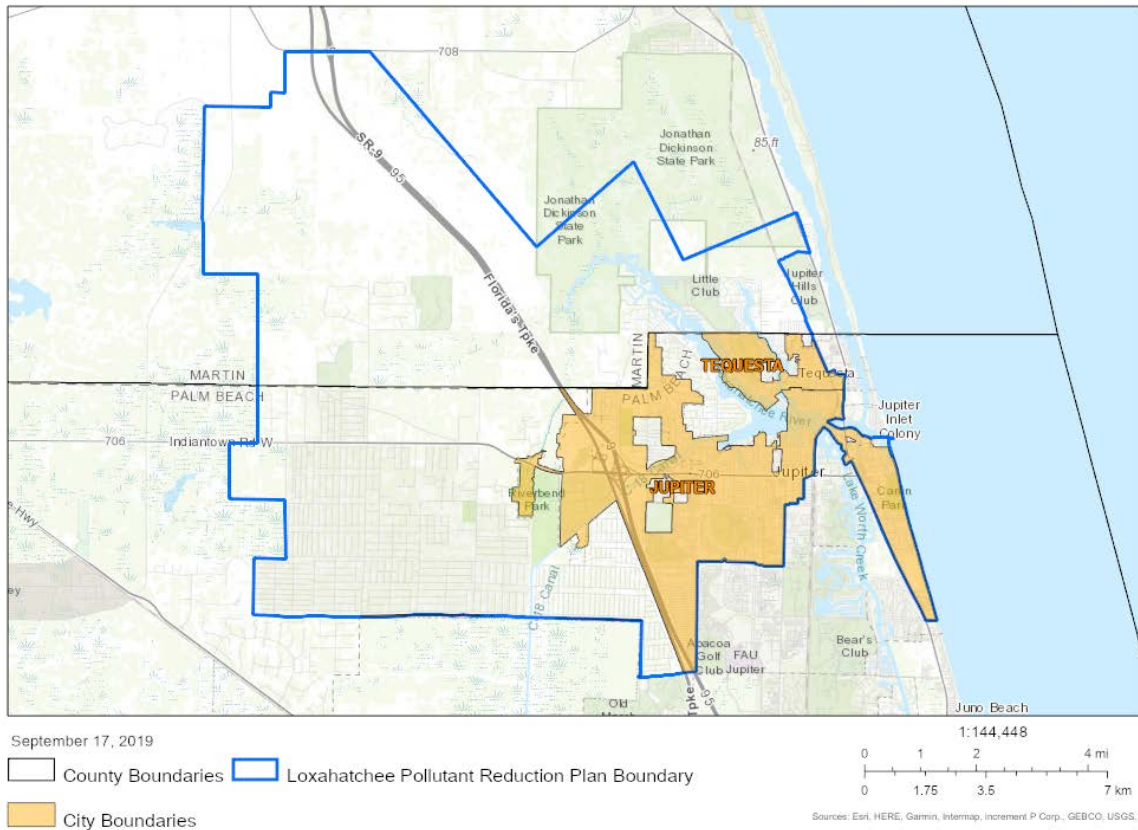 708
SR 9
95
Jonathan
Dickinson
State Park
85 ft
Jonathan
Dickinson
State
Park
Florida's Tpke
Little
Club
Jupiter
Hills
Club
MARTIN
PALM BEACH
MARTIN
PALM BEACH
TEQUESTA
Tequesta
River
Jupiter
Inlet
Colony
706
Indiantown Rd W
706
Jupiter
JUPITER
Riverbend
Park
Carlin
Park
Lake Worth Creek
C-18 Canal
Abacoa
Golf
Club
FAU
Jupiter
Bear's
Club
Old
Tpke
95
Juno Beach
September 17, 2019
1:144,448
0 1 2 4 mi
0 1.75 3.5 7 km
County Boundaries
Loxahatchee Pollutant Reduction Plan Boundary
City Boundaries
Sources: Esri, HERE, Garmin, Intermap, increment P Corp., GEBCO, USGS,